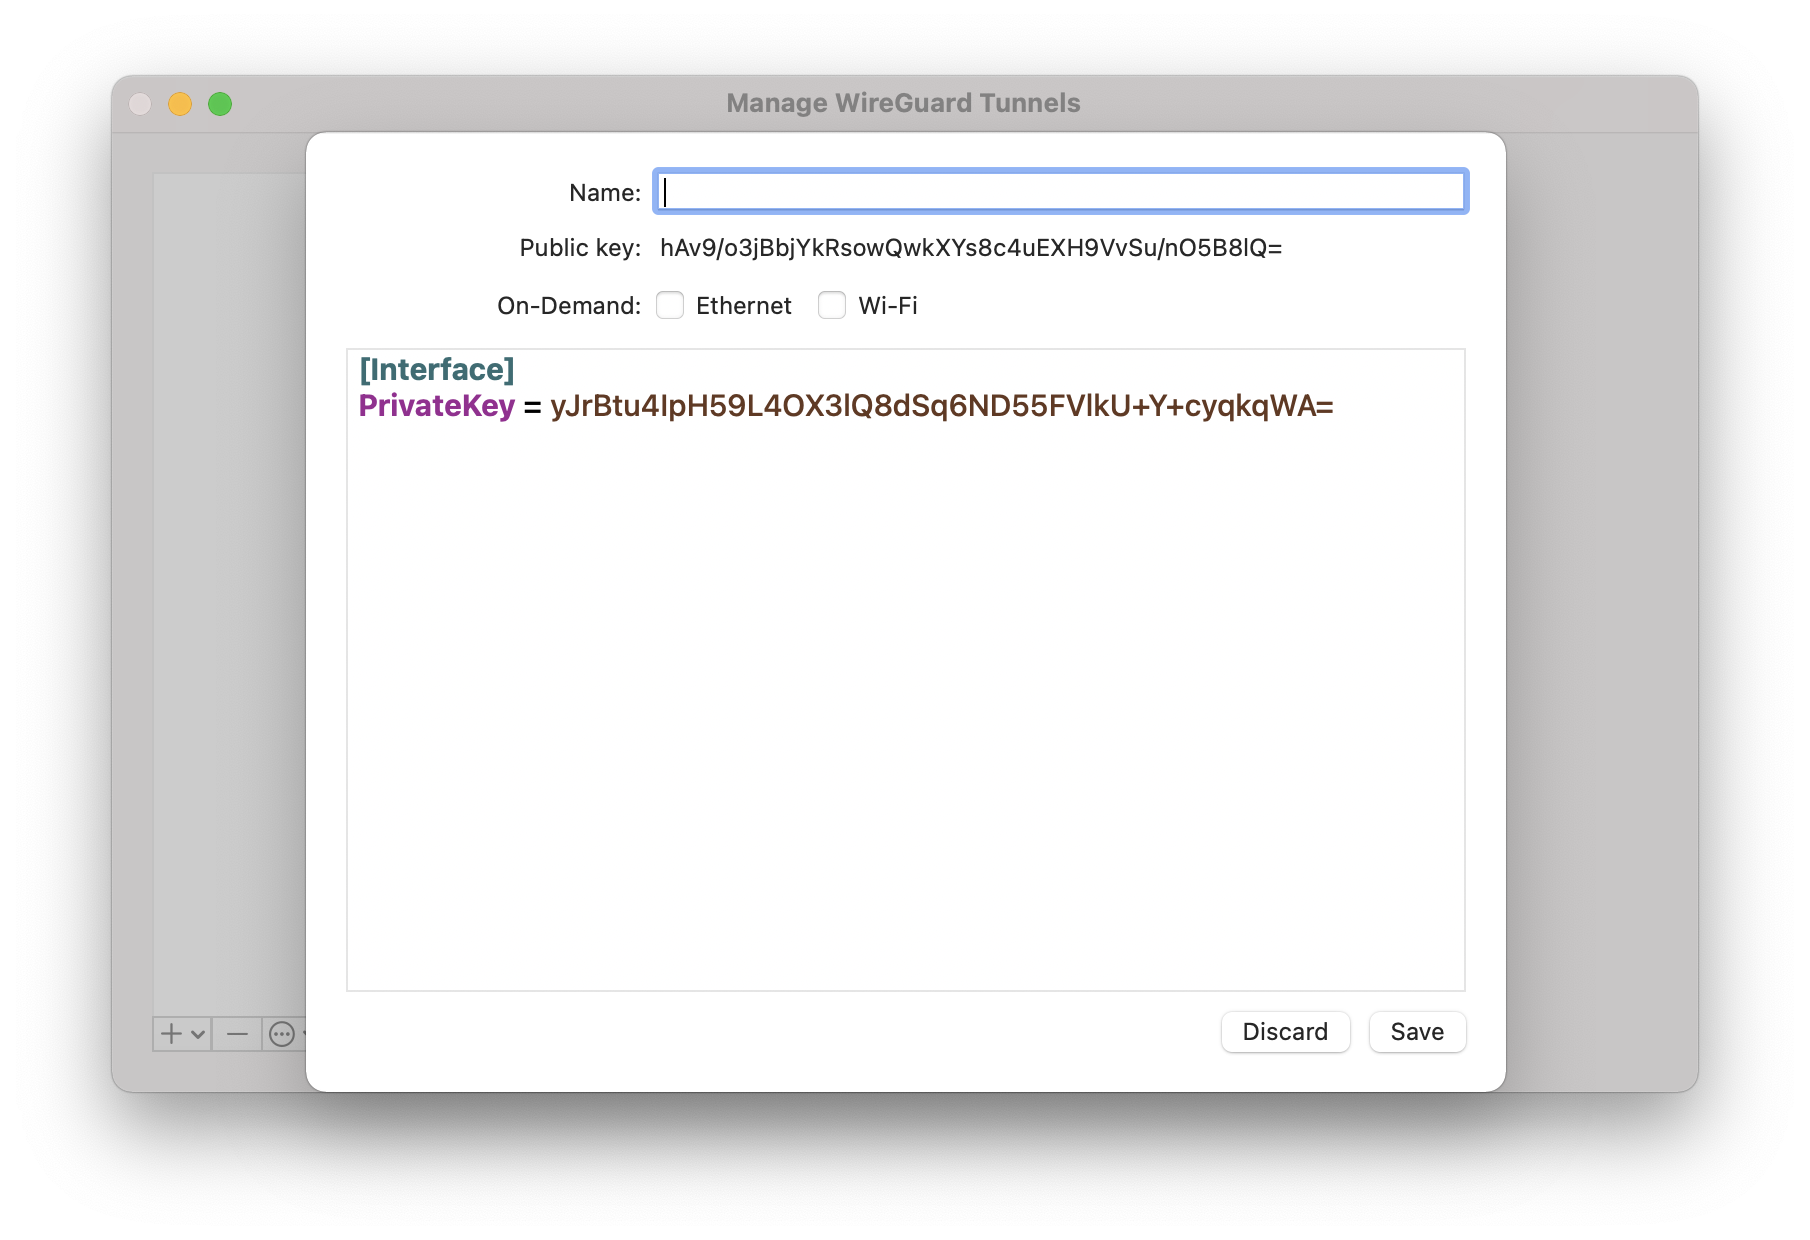 Manage WireGuard Tunnels
Name:
Public key: hAv9/o3jBbjYkRsowQwkXYs8c4uEXH9VvSu/nO5B8lQ=
On-Demand: Ethernet Wi-Fi
[Interface]
PrivateKey = yJrBtu4IpH59L4OX3lQ8dSq6ND55FVlkU+Y+cyqkqWA=
Discard Save